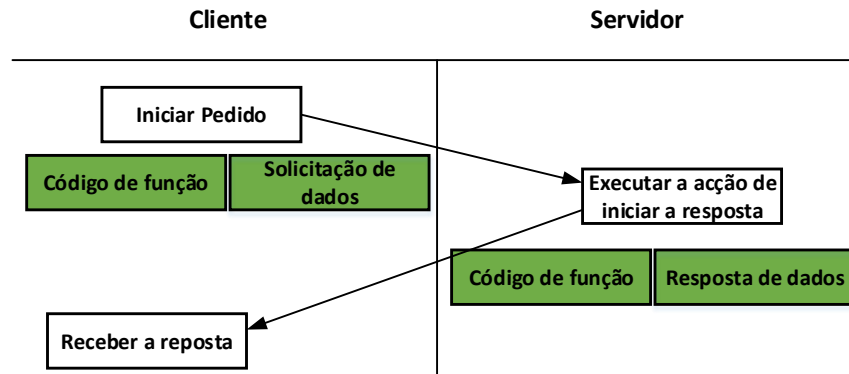 Cliente
Servidor
Iniciar Pedido
Código de função
Solicitação de
dados
Executar a acção de
iniciar a resposta
Código de função
Resposta de dados
Receber a reposta